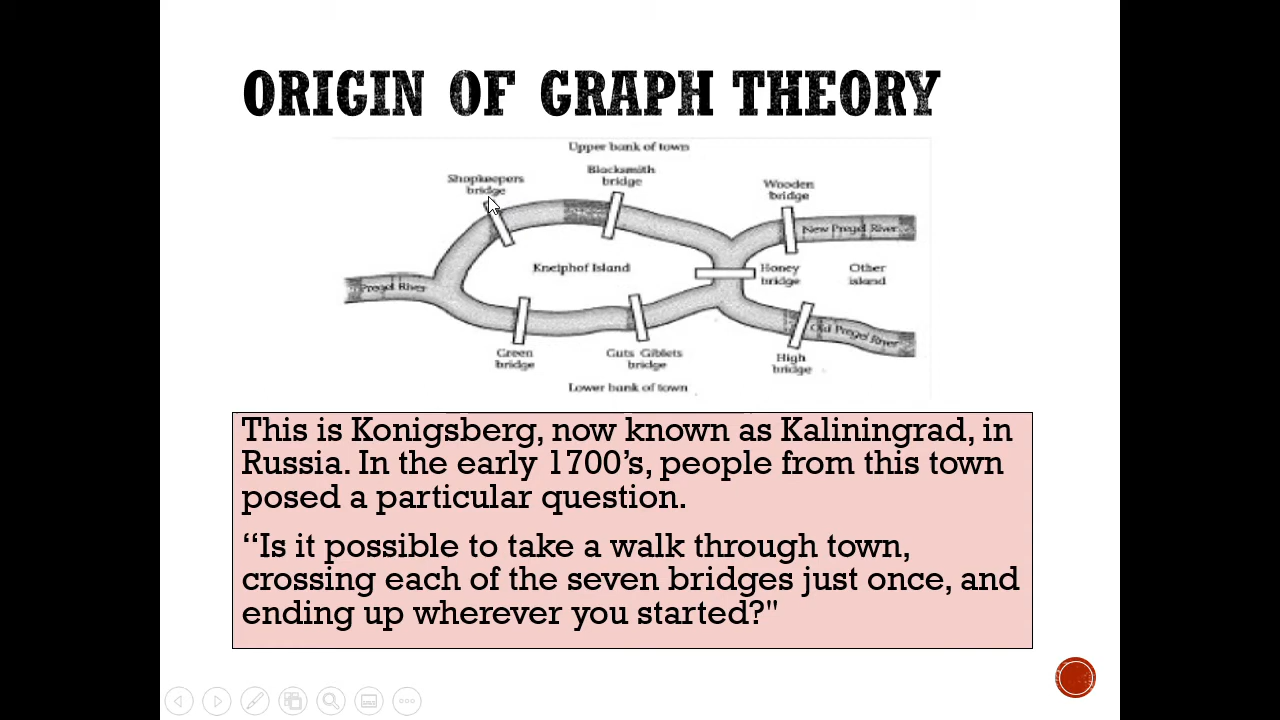 ORIGIN OF GRAPH THEORY
Upper bank of town
Shopkeepers
bridge
Blacksmith
bridge
Wooden
bridge
New Pregel River
Kneiphof Island
Honey
bridge
Other
island
Pregel River
Old Pregel River
Green
bridge
Guts Giblets
bridge
High
bridge
Lower bank of town
This is Konigsberg, now known as Kaliningrad, in
Russia. In the early 1700’s, people from this town
posed a particular question.
“Is it possible to take a walk through town,
crossing each of the seven bridges just once, and
ending up wherever you started?"